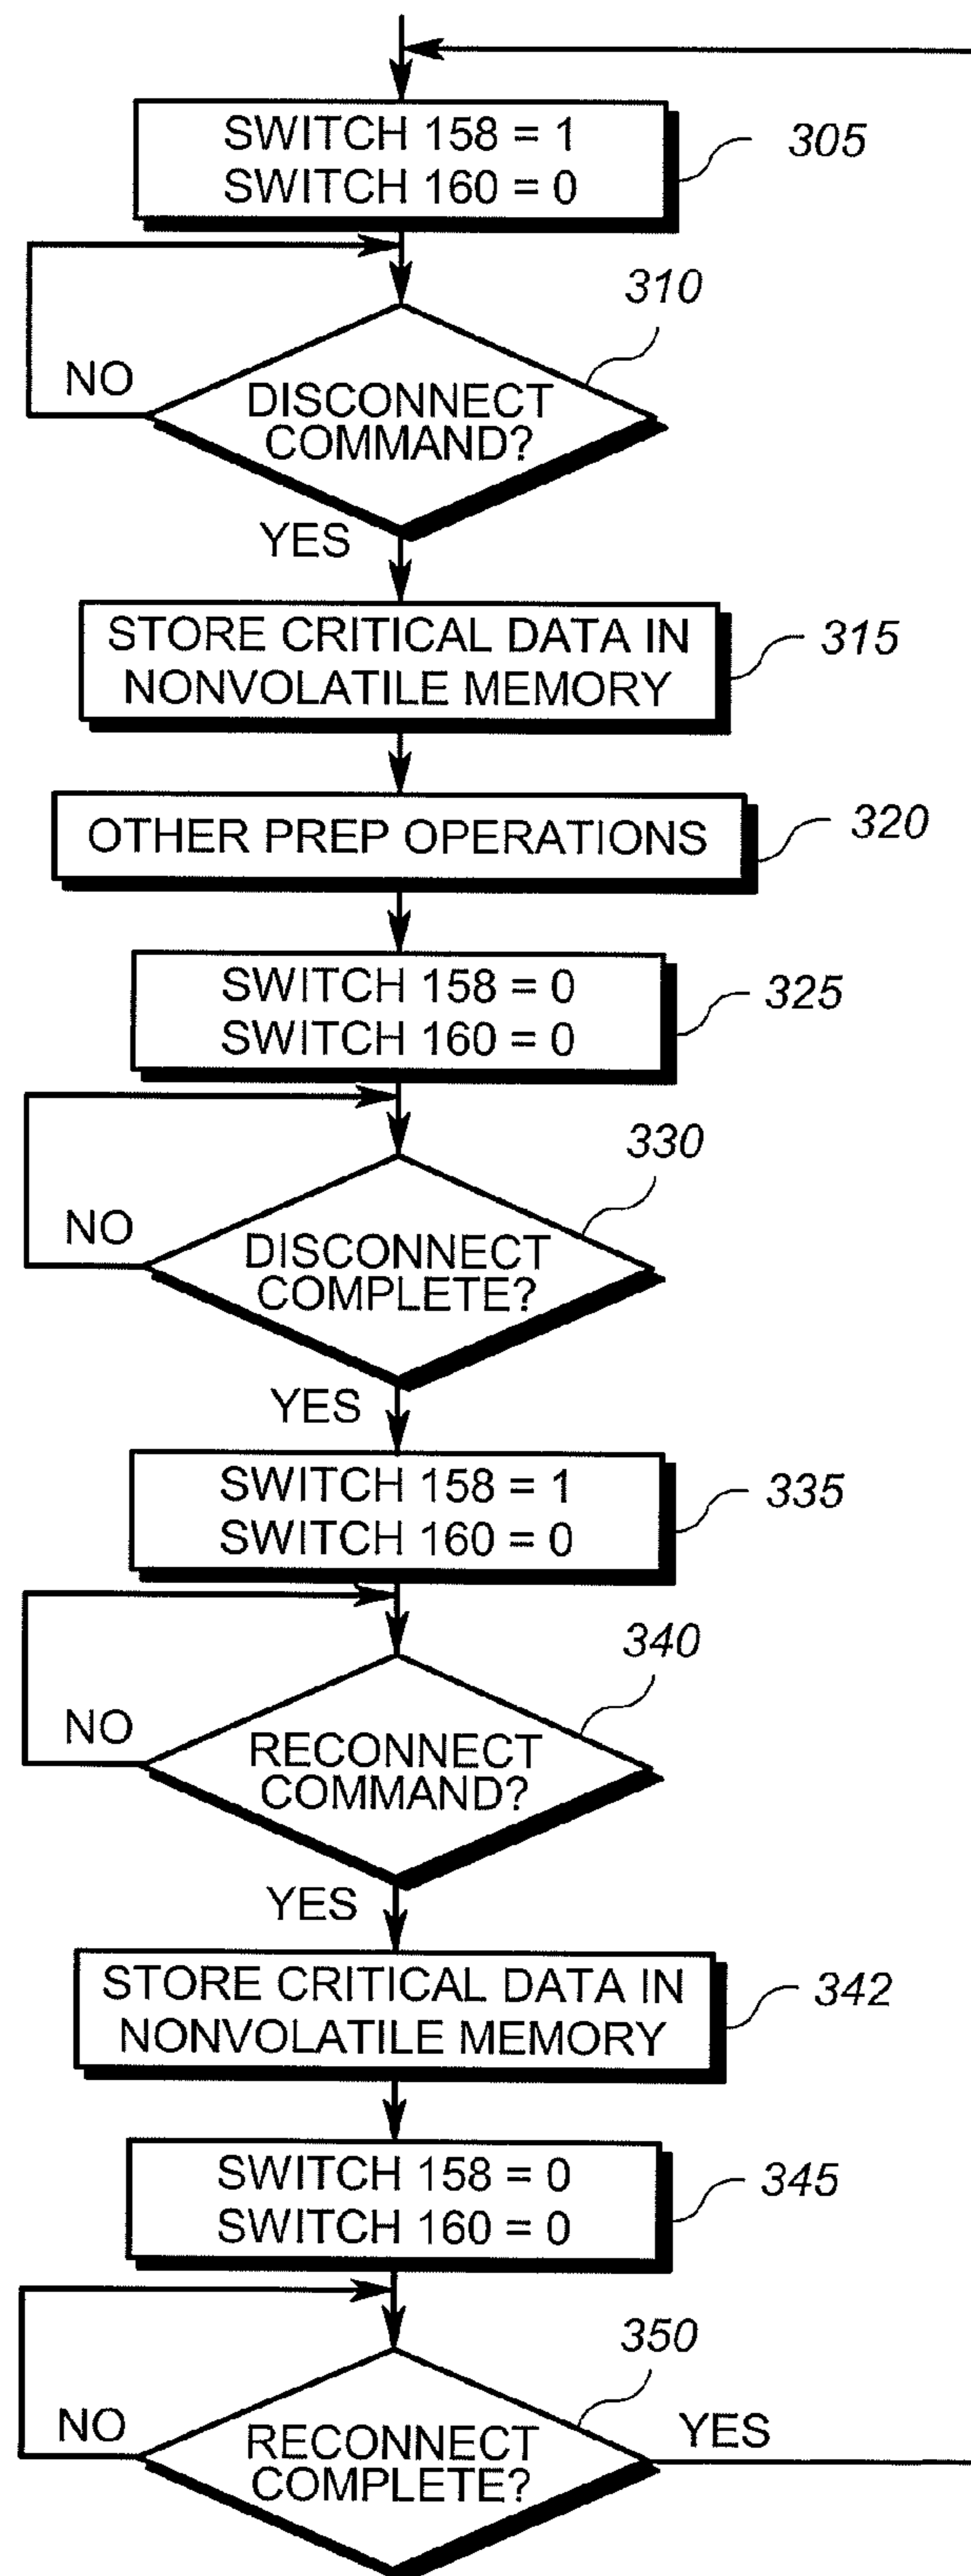 SWITCH 158 = 1
SWITCH 160 = 0
305
310
NO
DISCONNECT
COMMAND?
YES
STORE CRITICAL DATA IN
NONVOLATILE MEMORY
315
OTHER PREP OPERATIONS
320
SWITCH 158 = 0
SWITCH 160 = 0
325
330
NO
DISCONNECT
COMPLETE?
YES
SWITCH 158 = 1
SWITCH 160 = 0
335
340
NO
RECONNECT
COMMAND?
YES
STORE CRITICAL DATA IN
NONVOLATILE MEMORY
342
SWITCH 158 = 0
SWITCH 160 = 0
345
350
NO
RECONNECT
COMPLETE?
YES